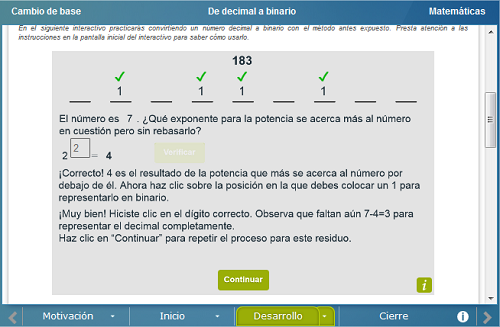 Cambio de base De decimal a binario Matemáticas
En el siguiente interactivo practicarás convirtiendo un número decimal a binario con el método antes expuesto. Presta atención a las
instrucciones en la pantalla inicial del interactivo para saber cómo usarlo.
183
1 1 1 1
El número es 7 . ¿Qué exponente para la potencia se acerca más al número
en cuestión pero sin rebasarlo?
2 2 = 4 Verificar
¡Correcto! 4 es el resultado de la potencia que más se acerca al número por
debajo de él. Ahora haz clic sobre la posición en la que debes colocar un 1 para
representarlo en binario.
¡Muy bien! Hiciste clic en el dígito correcto. Observa que faltan aún 7-4=3 para
representar el decimal completamente.
Haz clic en "Continuar" para repetir el proceso para este residuo.
Continuar i
Motivación Inicio Desarrollo Cierre i